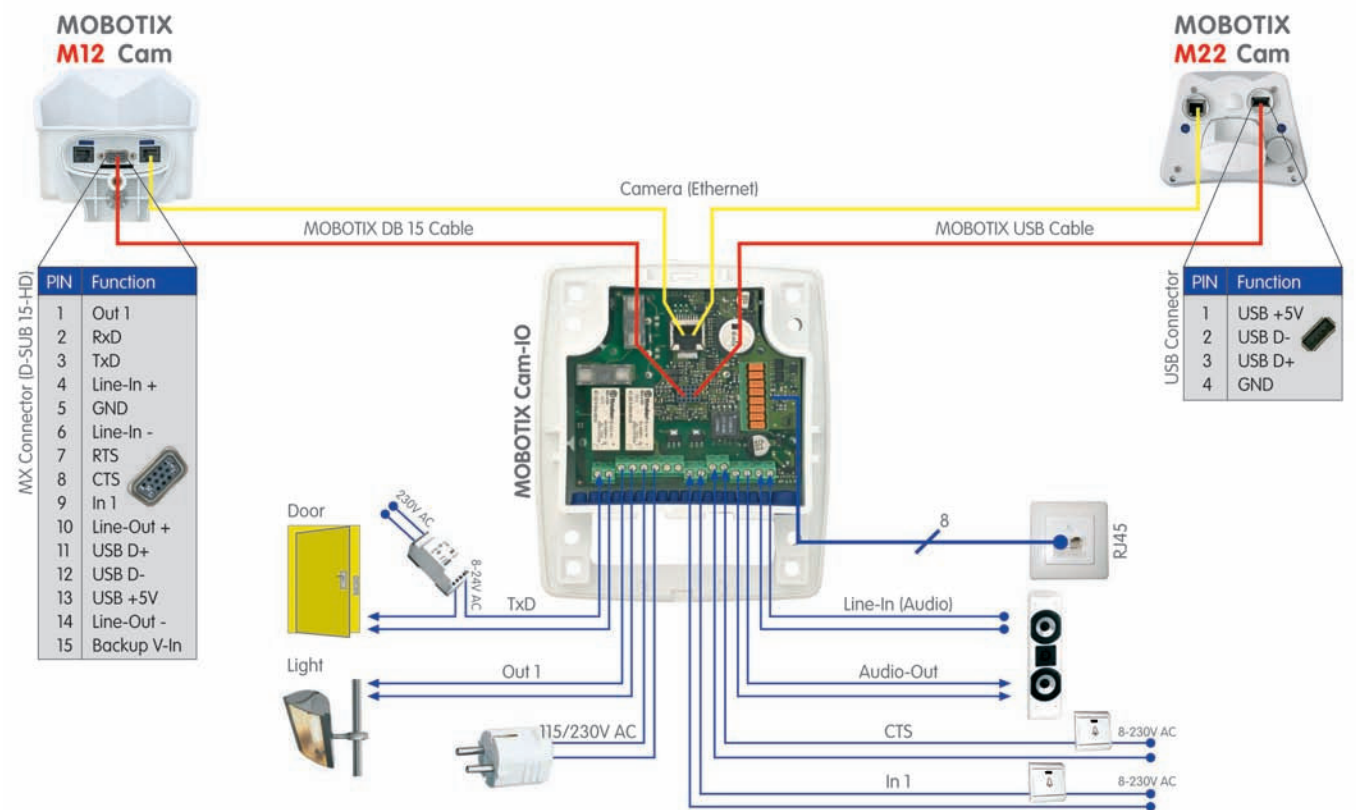 MOBOTIX
M12 Cam
MOBOTIX
M22 Cam
Camera (Ethernet)
MOBOTIX DB 15 Cable
MOBOTIX USB Cable
MX Connector (D-SUB 15-HD)
PIN Function
1 Out 1
2 RxD
3 TxD
4 Line-In +
5 GND
6 Line-In -
7 RTS
8 CTS
9 In 1
10 Line-Out +
11 USB D+
12 USB D-
13 USB +5V
14 Line-Out -
15 Backup V-In
USB Connector
PIN Function
1 USB +5V
2 USB D-
3 USB D+
4 GND
MOBOTIX Cam-IO
Door
230V AC
8-24V AC
TxD
Light
Out 1
115/230V AC
8
RJ45
Line-In (Audio)
Audio-Out
CTS
8-230V AC
In 1
8-230V AC